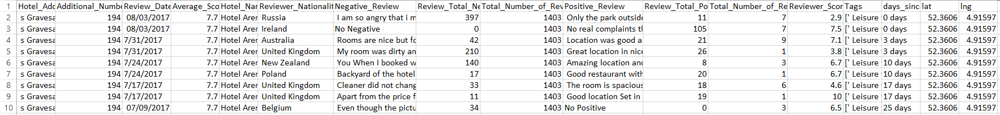 1 Hotel_Adc Additional_Numbe Review_Date Average_Sco Hotel_Nar Reviewer_Nationalit Negative_Review Review_Total_Ne Total_Number_of_Rev Positive_Review Review_Total_Po Total_Number_of_Re Reviewer_Scor Tags days_sinc lat lng
2 s Gravesa 194 08/03/2017 7.7 Hotel Arer Russia I am so angry that i m 397 1403 Only the park outside 11 7 2.9 [' Leisure 0 days 52.3606 4.91597
3 s Gravesa 194 08/03/2017 7.7 Hotel Arer Ireland No Negative 0 1403 No real complaints th 105 7 7.5 [' Leisure 0 days 52.3606 4.91597
4 s Gravesa 194 7/31/2017 7.7 Hotel Arer Australia Rooms are nice but fo 42 1403 Location was good a 21 9 7.1 [' Leisure 3 days 52.3606 4.91597
5 s Gravesa 194 7/31/2017 7.7 Hotel Arer United Kingdom My room was dirty an 210 1403 Great location in nice 26 1 3.8 [' Leisure 3 days 52.3606 4.91597
6 s Gravesa 194 7/24/2017 7.7 Hotel Arer New Zealand You When I booked w 140 1403 Amazing location and 8 3 6.7 [' Leisure 10 days 52.3606 4.91597
7 s Gravesa 194 7/24/2017 7.7 Hotel Arer Poland Backyard of the hotel 17 1403 Good restaurant with 20 1 6.7 [' Leisure 10 days 52.3606 4.91597
8 s Gravesa 194 7/17/2017 7.7 Hotel Arer United Kingdom Cleaner did not chang 33 1403 The room is spacious 18 6 4.6 [' Leisure 17 days 52.3606 4.91597
9 s Gravesa 194 7/17/2017 7.7 Hotel Arer United Kingdom Apart from the price f 11 1403 Good location Set in 19 1 10 [' Leisure 17 days 52.3606 4.91597
10 s Gravesa 194 07/09/2017 7.7 Hotel Arer Belgium Even though the pictu 34 1403 No Positive 0 3 6.5 [' Leisure 25 days 52.3606 4.91597